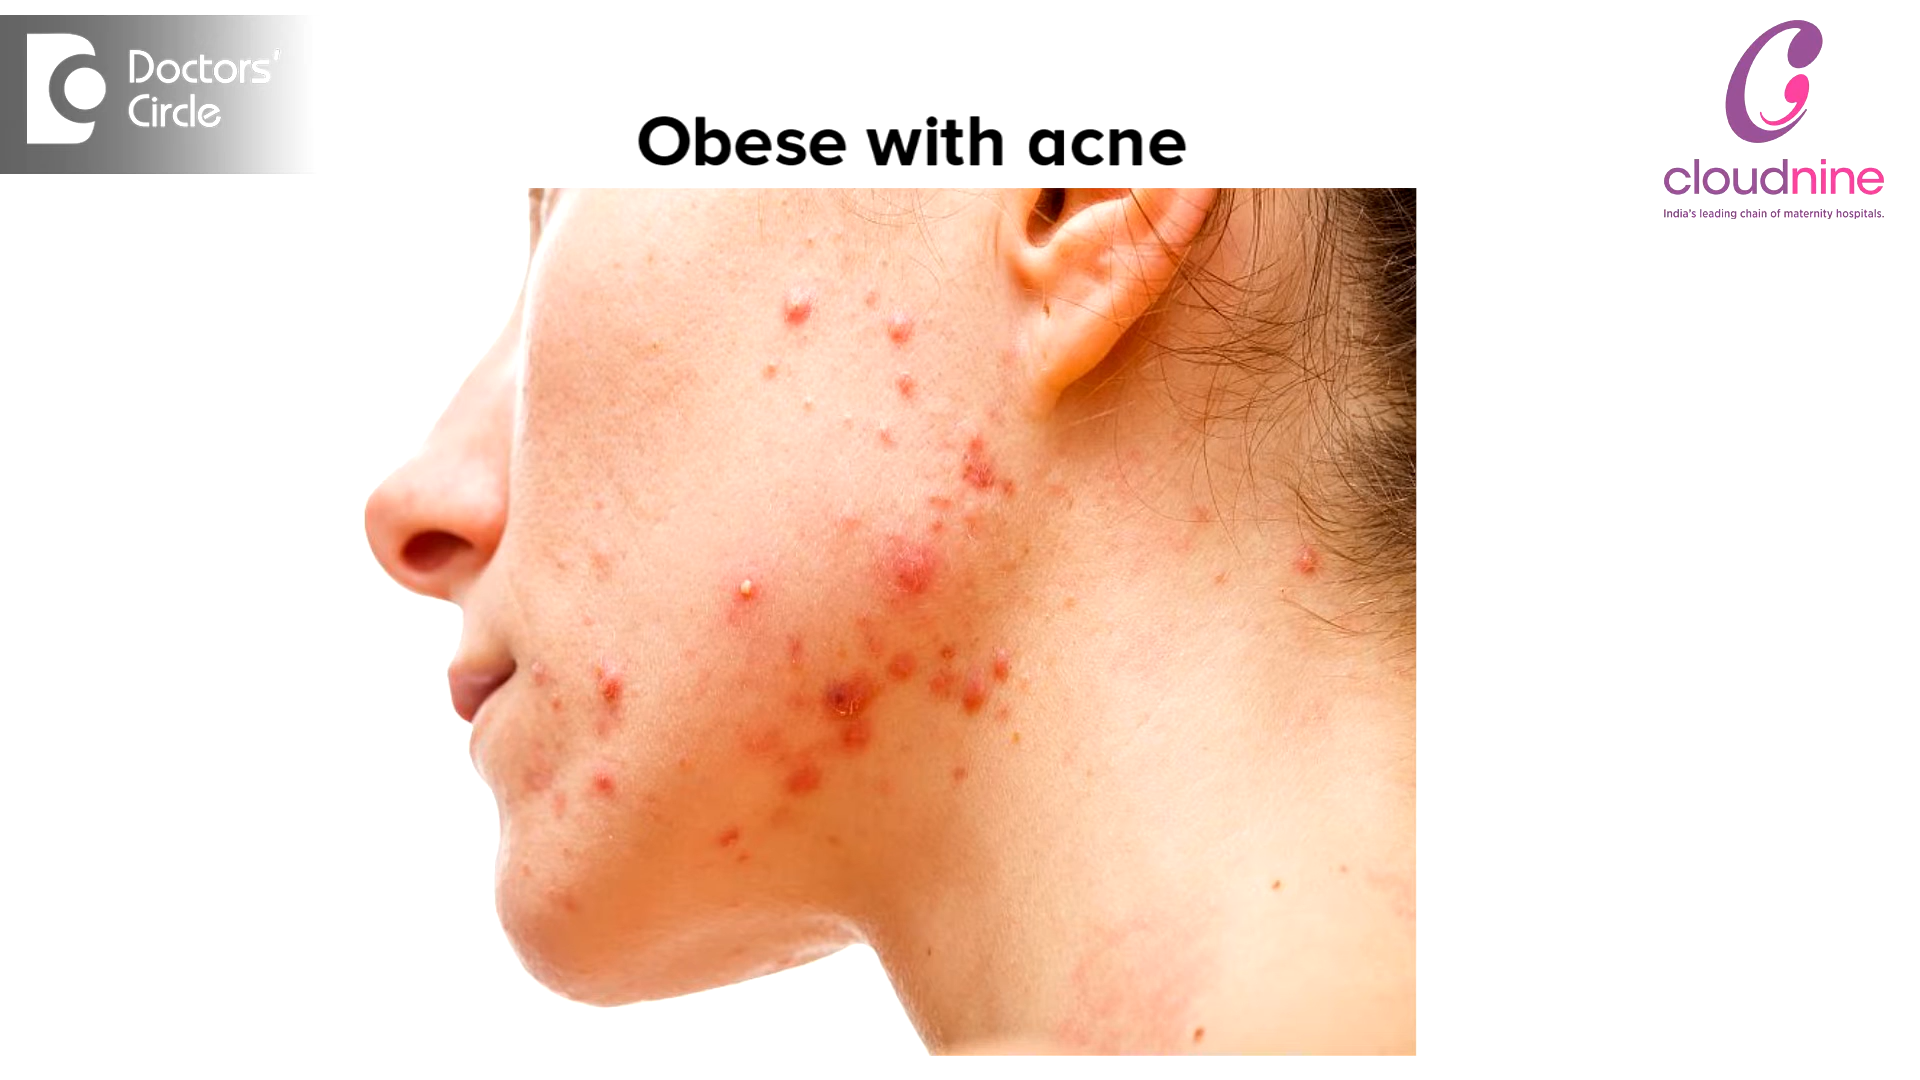 Doctors'
Circle
Obese with acne
cloudnine
India's leading chain of maternity hospitals.